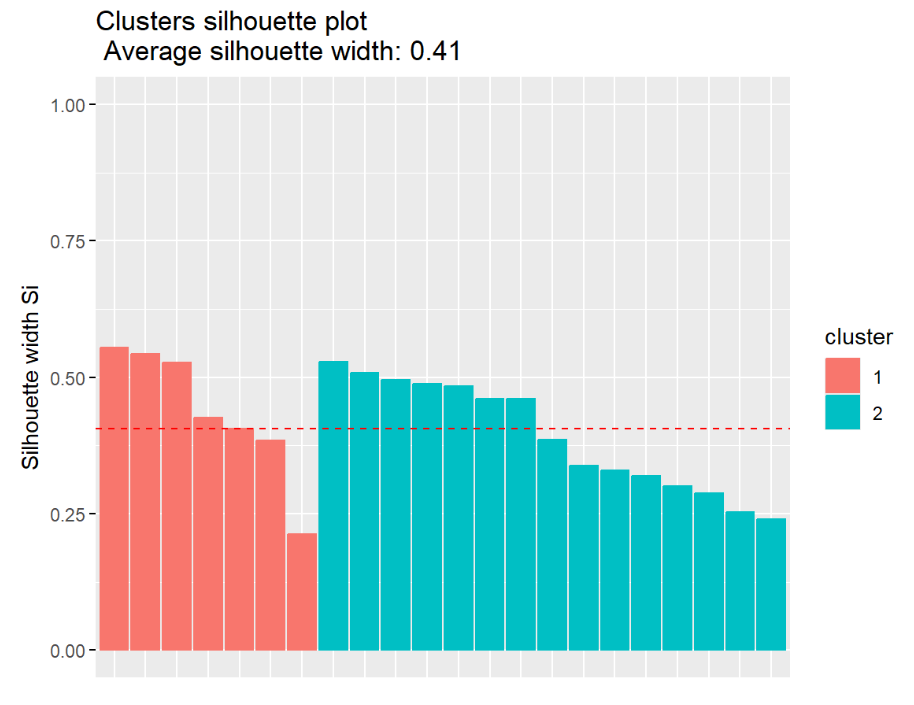 Clusters silhouette plot
Average silhouette width: 0.41
1.00
0.75
0.50
0.25
0.00
Silhouette width Si
cluster
1
2